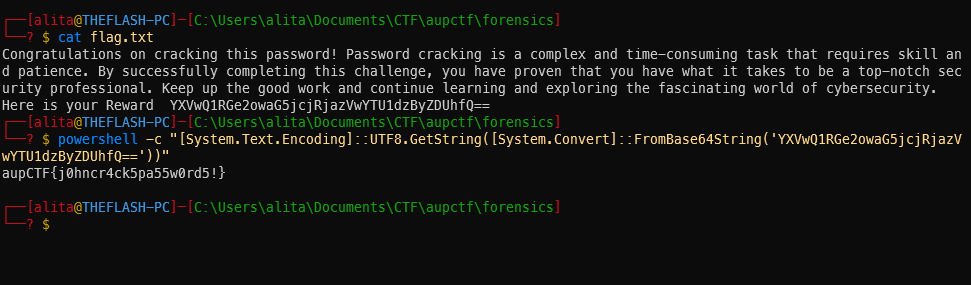 ┌──[alita@THEFLASH-PC]─[C:\Users\alita\Documents\CTF\aupctf\forensics]
└──? $ cat flag.txt
Congratulations on cracking this password! Password cracking is a complex and time-consuming task that requires skill an
d patience. By successfully completing this challenge, you have proven that you have what it takes to be a top-notch sec
urity professional. Keep up the good work and continue learning and exploring the fascinating world of cybersecurity.
Here is your Reward  YXVwQ1RGe2owaG5jcjRjazVwYTU1dzByZDUhfQ==
┌──[alita@THEFLASH-PC]─[C:\Users\alita\Documents\CTF\aupctf\forensics]
└──? $ powershell -c "[System.Text.Encoding]::UTF8.GetString([System.Convert]::FromBase64String('YXVwQ1RGe2owaG5jcjRjazV
wYTU1dzByZDUhfQ=='))"
aupCTF{j0hncr4ck5pa55w0rd5!}
┌──[alita@THEFLASH-PC]─[C:\Users\alita\Documents\CTF\aupctf\forensics]
└──? $